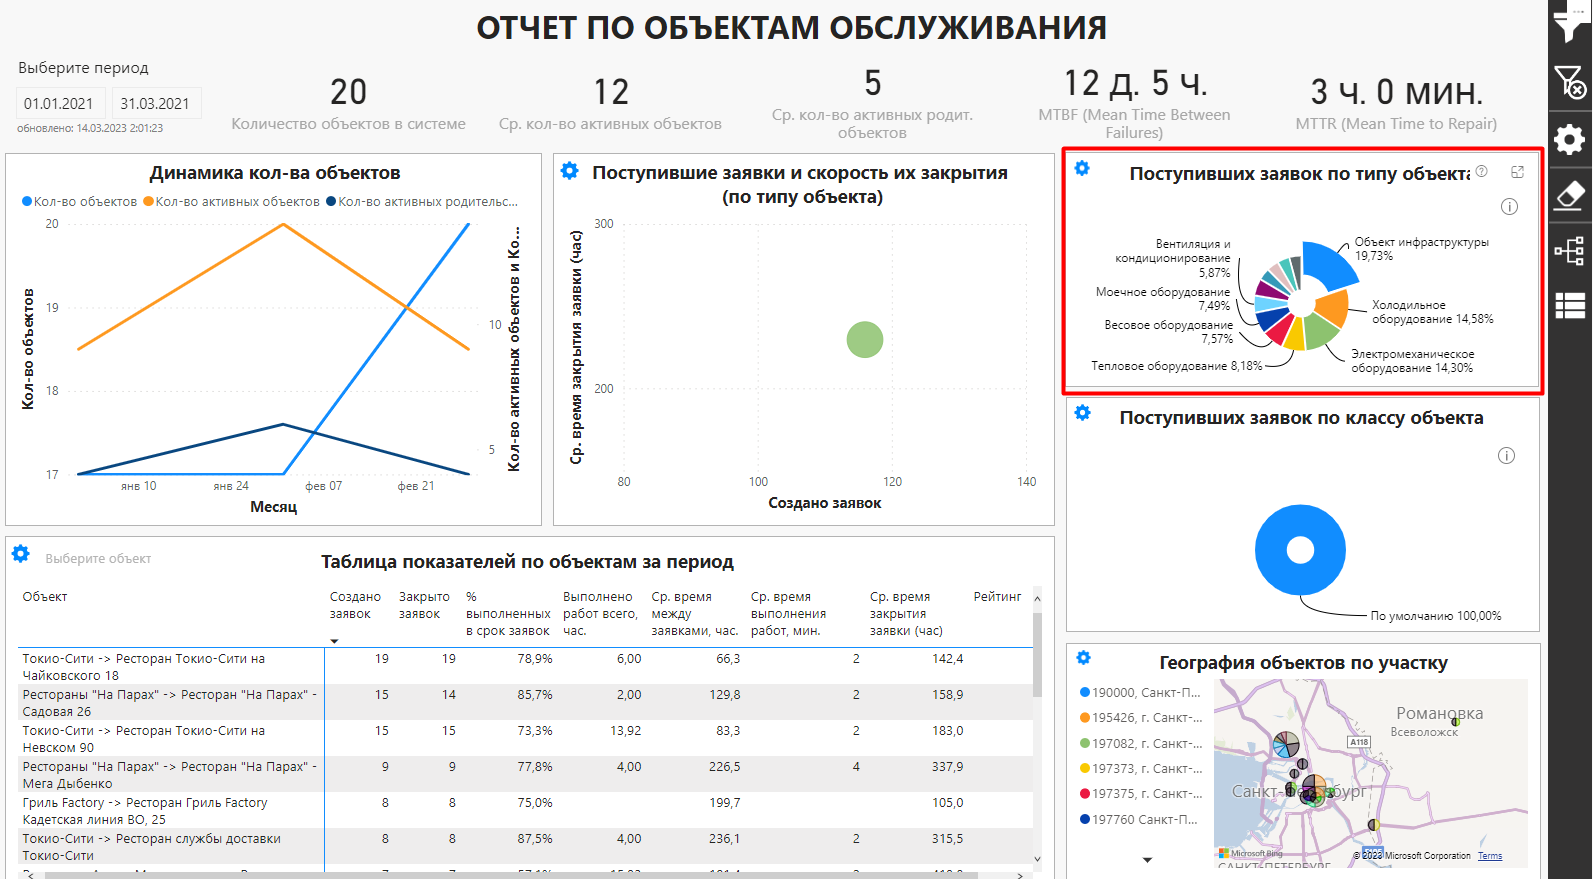 ОТЧЕТ ПО ОБЪЕКТАМ ОБСЛУЖИВАНИЯ
Выберите период
01.01.2021 31.03.2021
обновлено: 14.03.2023 2:01:23
20
Количество объектов в системе
12
Ср. кол-во активных объектов
5
Ср. кол-во активных родит.
объектов
12 д. 5 ч.
MTBF (Mean Time Between
Failures)
3 ч. 0 мин.
MTTR (Mean Time to Repair)
Динамика кол-ва объектов
Кол-во объектов Кол-во активных объектов Кол-во активных родительс...
Кол-во объектов
20
19
18
17
10
5
Кол-во активных объектов и Ко...
янв 10 янв 24 фев 07 фев 21
Месяц
Поступившие заявки и скорость их закрытия
(по типу объекта)
Ср. время закрытия заявки (час)
300
200
80 100 120 140
Создано заявок
Поступивших заявок по типу объекта
Вентиляция и
кондиционирование
5,87%
Моечное оборудование
7,49%
Весовое оборудование
7,57%
Тепловое оборудование 8,18%
Объект инфраструктуры
19,73%
Холодильное
оборудование 14,58%
Электромеханическое
оборудование 14,30%
Поступивших заявок по классу объекта
По умолчанию 100,00%
Выберите объект
Таблица показателей по объектам за период
Объект Создано заявок Закрыто заявок % выполненных в срок заявок Выполнено работ всего, час. Ср. время между заявками, час. Ср. время выполнения работ, мин. Ср. время закрытия заявки (час) Рейтинг
Токио-Сити -> Ресторан Токио-Сити на
Чайковского 18
19 19 78,9% 6,00 66,3 2 142,4
Рестораны "На Парах" -> Ресторан "На Парах" -
Садовая 26
15 14 85,7% 2,00 129,8 2 158,9
Токио-Сити -> Ресторан Токио-Сити на
Невском 90
15 15 73,3% 13,92 83,3 2 183,0
Рестораны "На Парах" -> Ресторан "На Парах" -
Мега Дыбенко
9 9 77,8% 4,00 226,5 4 337,9
Гриль Factory -> Ресторан Гриль Factory
Кадетская линия ВО, 25
8 8 75,0% 199,7 105,0
Токио-Сити -> Ресторан службы доставки
Токио-Сити
8 8 87,5% 4,00 236,1 2 315,5
География объектов по участку
190000, Санкт-П...
195426, г. Санкт-...
197082, г. Санкт-...
197373, г. Санкт-...
197375, г. Санкт-...
197760 Санкт-П...
Романовка
Всеволожск
A118
Санкт-Петербург
Microsoft Bing
© 2023 Microsoft Corporation Terms
САНКТ-ПЕТЕРБУРГ